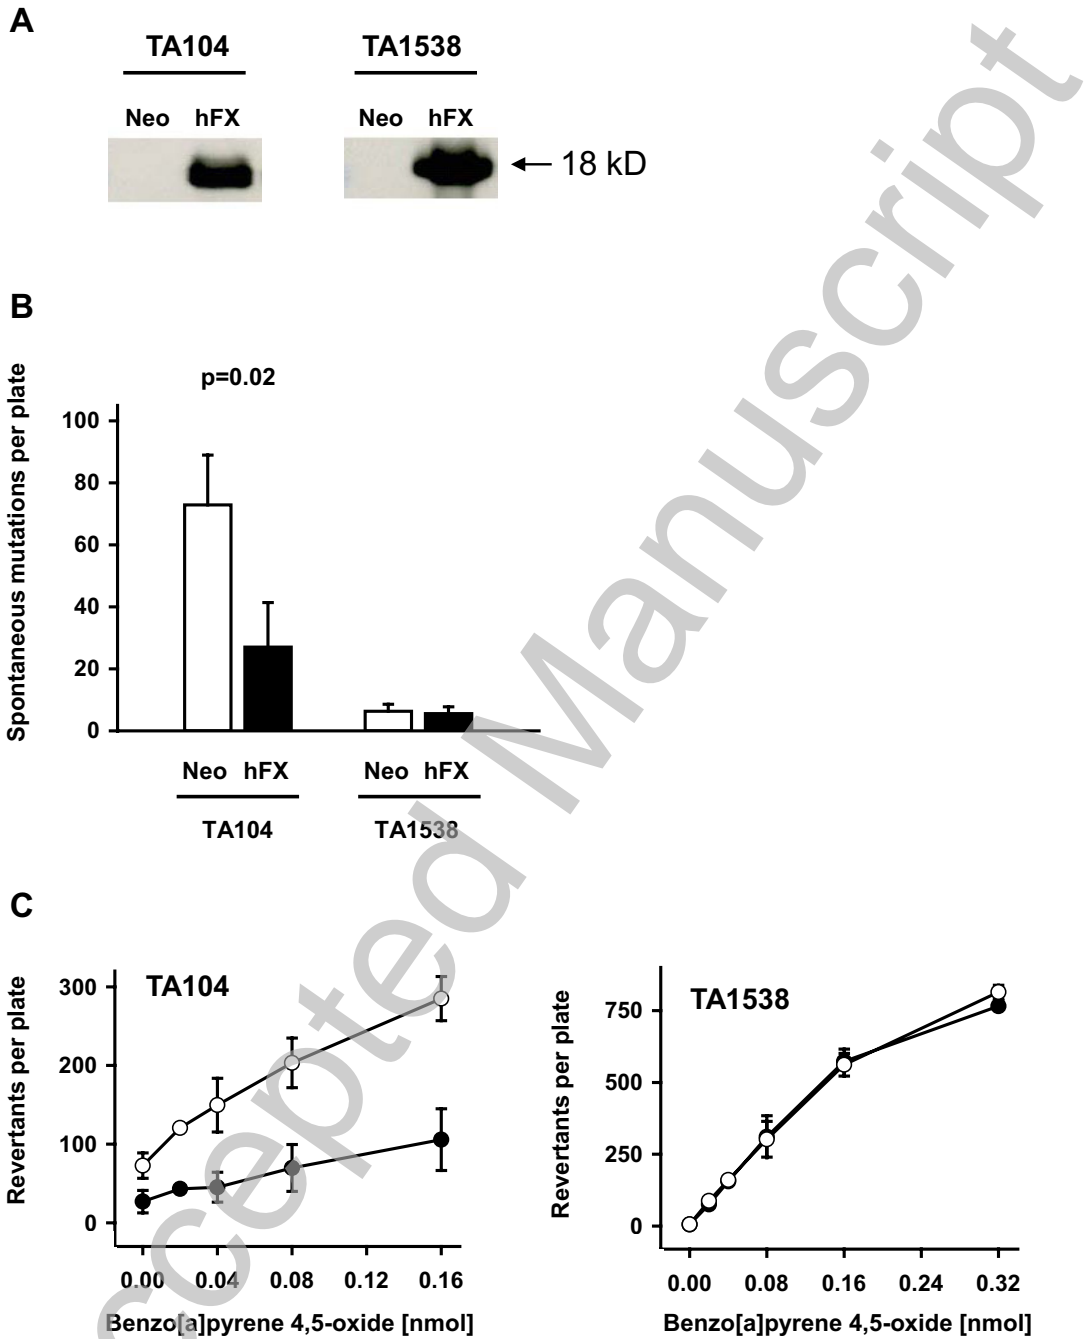 A
TA104 TA1538
Neo hFX Neo hFX
18 kD
B
p=0.02
Spontaneous mutations per plate
100
80
60
40
20
0
Neo hFX Neo hFX
TA104 TA1538
C
TA104
Revertants per plate
300
200
100
0
0.00 0.04 0.08 0.12 0.16
Benzo[a]pyrene 4,5-oxide [nmol]
TA1538
Revertants per plate
750
500
250
0
0.00 0.08 0.16 0.24 0.32
Benzo[a]pyrene 4,5-oxide [nmol]
ccepted Manuscript